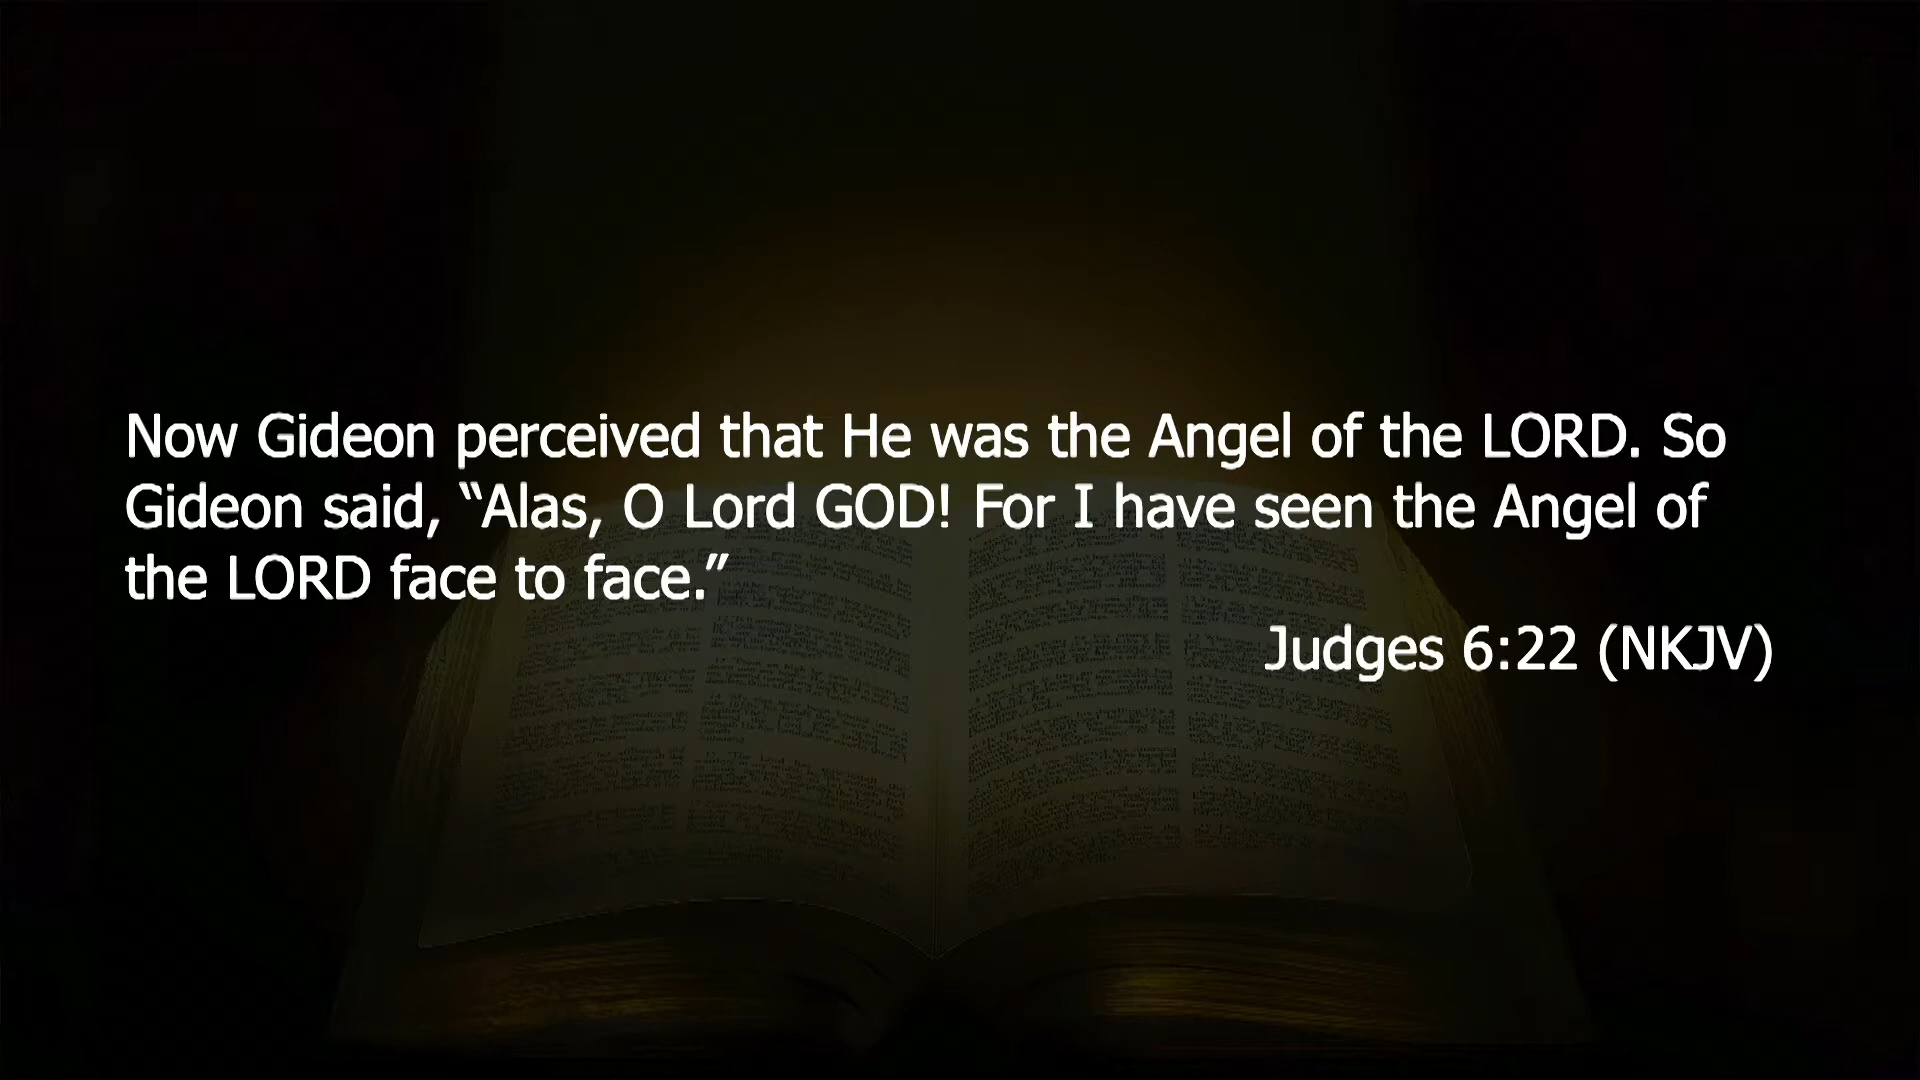 Now Gideon perceived that He was the Angel of the LORD. So
Gideon said, “Alas, O Lord GOD! For I have seen the Angel of
the LORD face to face.”
Judges 6:22 (NKJV)